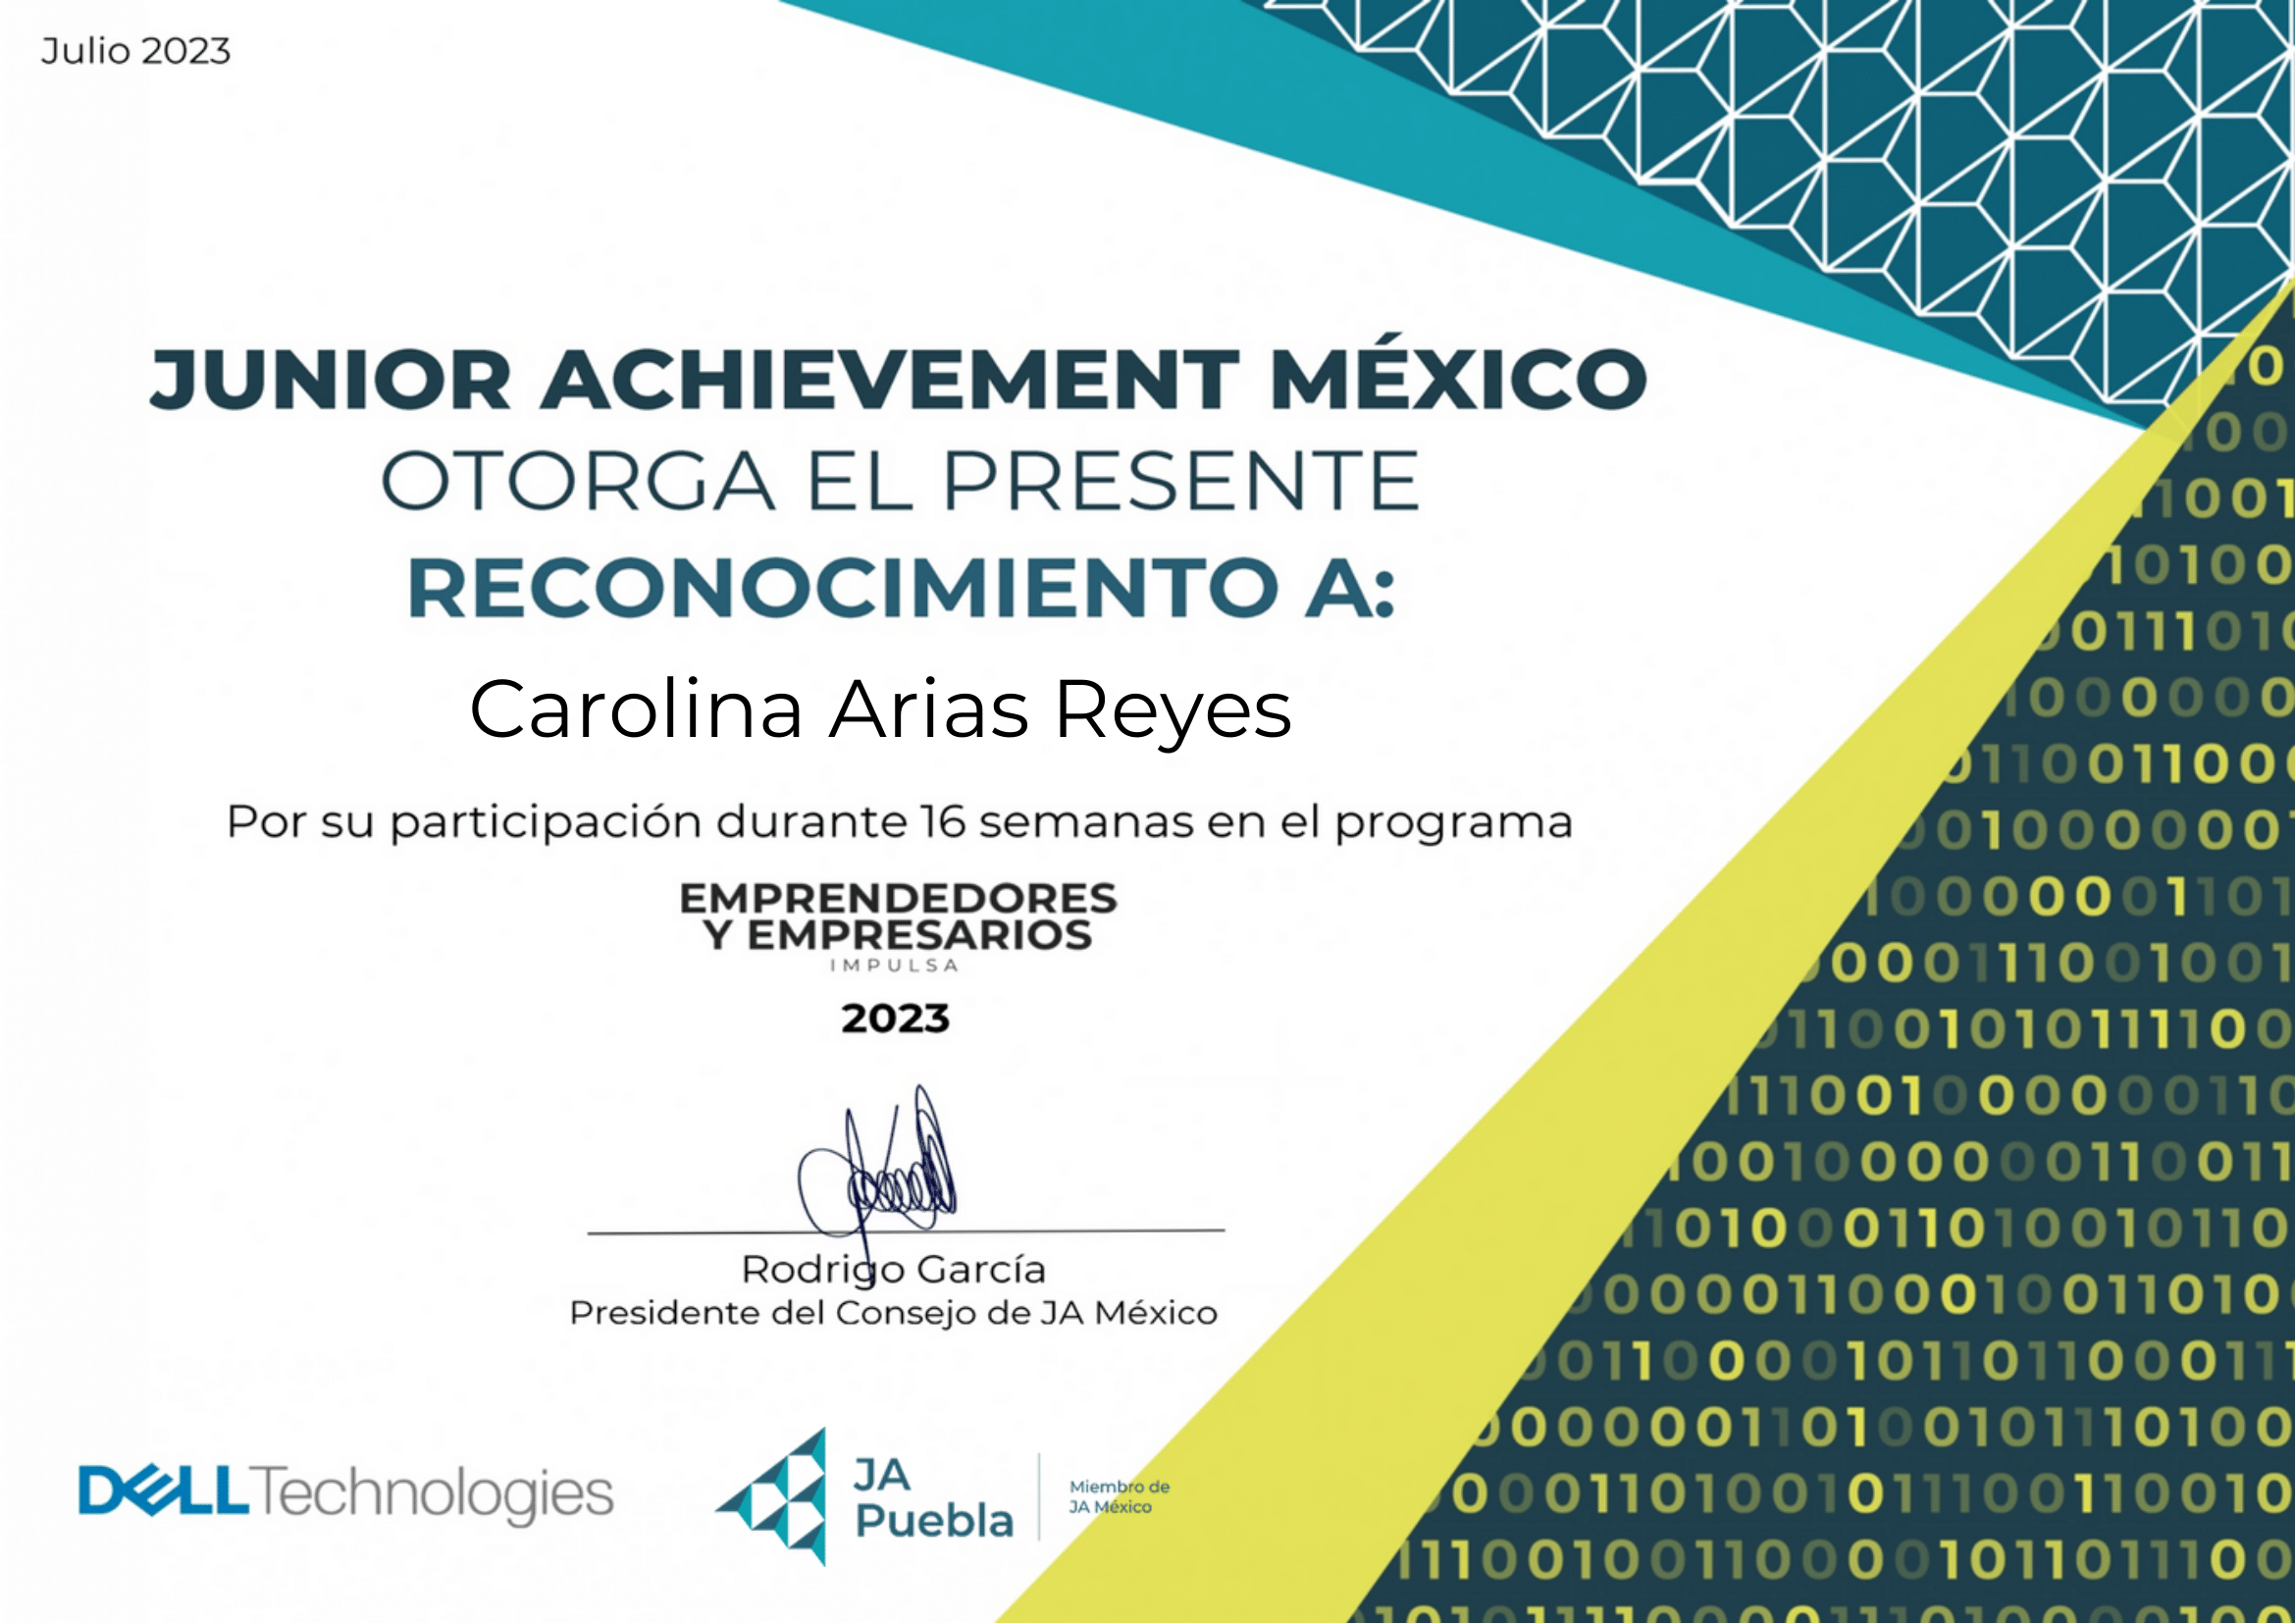 Julio 2023
JUNIOR ACHIEVEMENT MÉXICO
OTORGA EL PRESENTE
RECONOCIMIENTO A:
Carolina Arias Reyes
Por su participación durante 16 semanas en el programa
EMPRENDEDORES
Y EMPRESARIOS
IMPULSA
2023
Rodrigo García
Presidente del Consejo de JA México
DELL Technologies
JA
Puebla
Miembro de
JA México